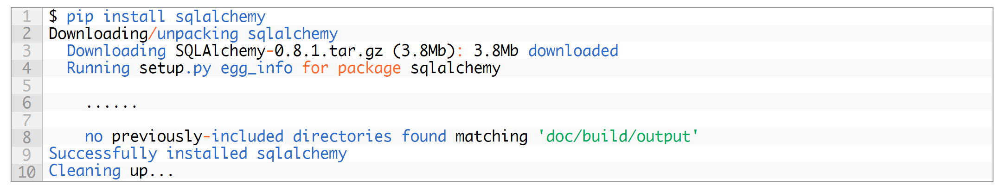 1 $ pip install sqlalchemy
2 Downloading/unpacking sqlalchemy
3   Downloading SQLAlchemy-0.8.1.tar.gz (3.8Mb): 3.8Mb downloaded
4   Running setup.py egg_info for package sqlalchemy
5
6     ......
7
8     no previously-included directories found matching 'doc/build/output'
9 Successfully installed sqlalchemy
10 Cleaning up...